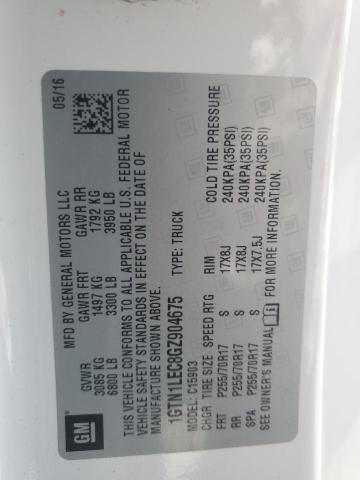 GM
MFD BY GENERAL MOTORS LLC 05/16
GVWR GAWR FRT GAWR RR
3085 KG 1497 KG 1792 KG
6800 LB 3300 LB 3950 LB
THIS VEHICLE CONFORMS TO ALL APPLICABLE U.S. FEDERAL MOTOR
VEHICLE SAFETY STANDARDS IN EFFECT ON THE DATE OF
MANUFACTURE SHOWN ABOVE.
1GTN1LEC8GZ904675 TYPE: TRUCK
MODEL: C15903
CHGR TIRE SIZE SPEED RTG RIM COLD TIRE PRESSURE
FRT P255/70R17 S 17X8J 240KPA(35PSI)
RR P255/70R17 S 17X8J 240KPA(35PSI)
SPA P255/70R17 S 17X7.5J 240KPA(35PSI)
SEE OWNER'S MANUAL FOR MORE INFORMATION.